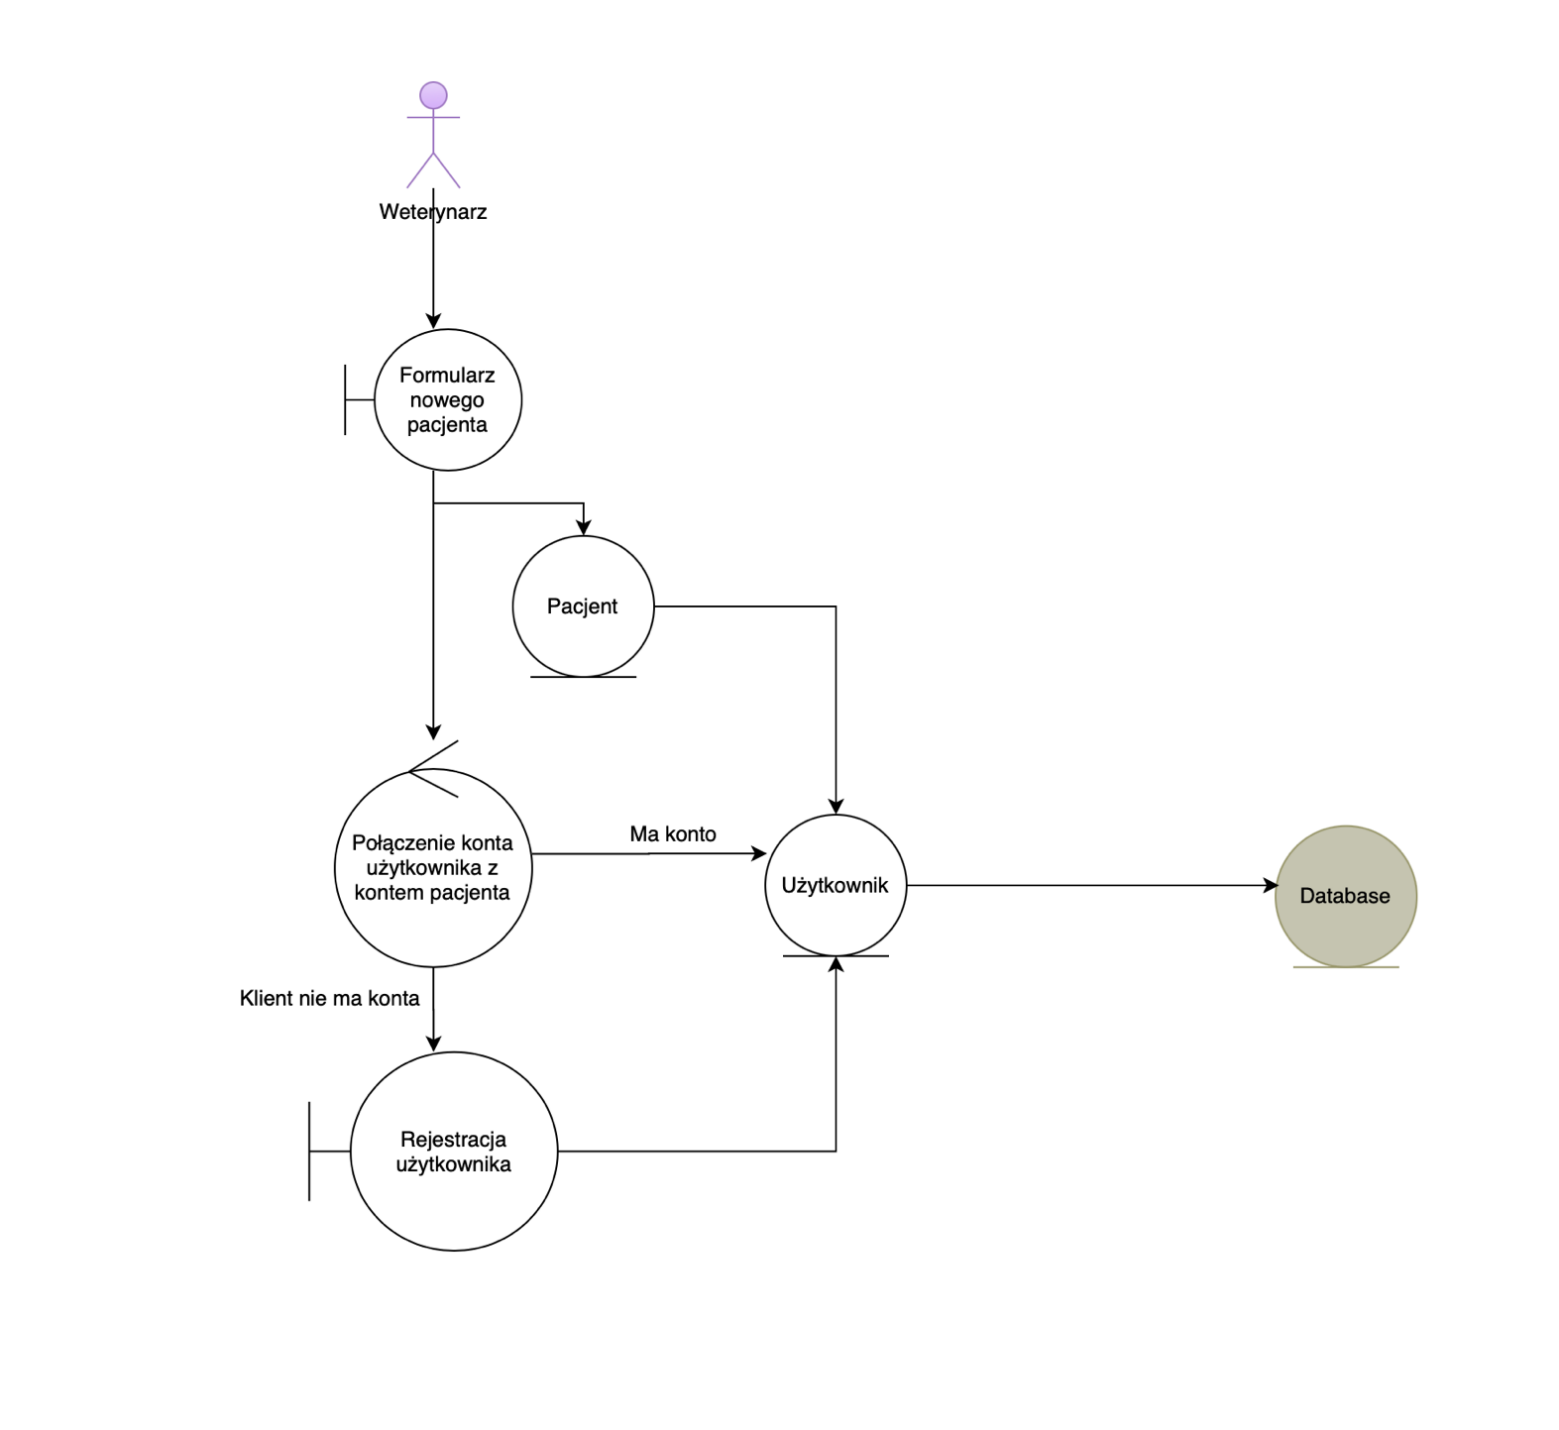 Weterynarz
Formularz
nowego
pacjenta
Pacjent
Połączenie konta
użytkownika z
kontem pacjenta
Ma konto
Użytkownik
Database
Klient nie ma konta
Rejestracja
użytkownika